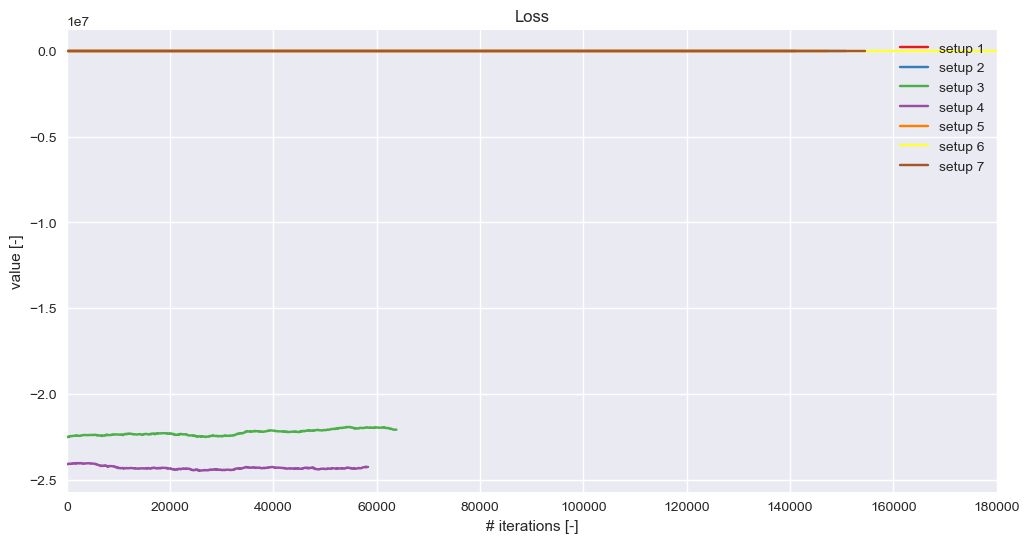 Loss
1e7
0.0
−0.5
−1.0
−1.5
−2.0
−2.5
value [-]
setup 1
setup 2
setup 3
setup 4
setup 5
setup 6
setup 7
0 20000 40000 60000 80000 100000 120000 140000 160000 180000
# iterations [-]